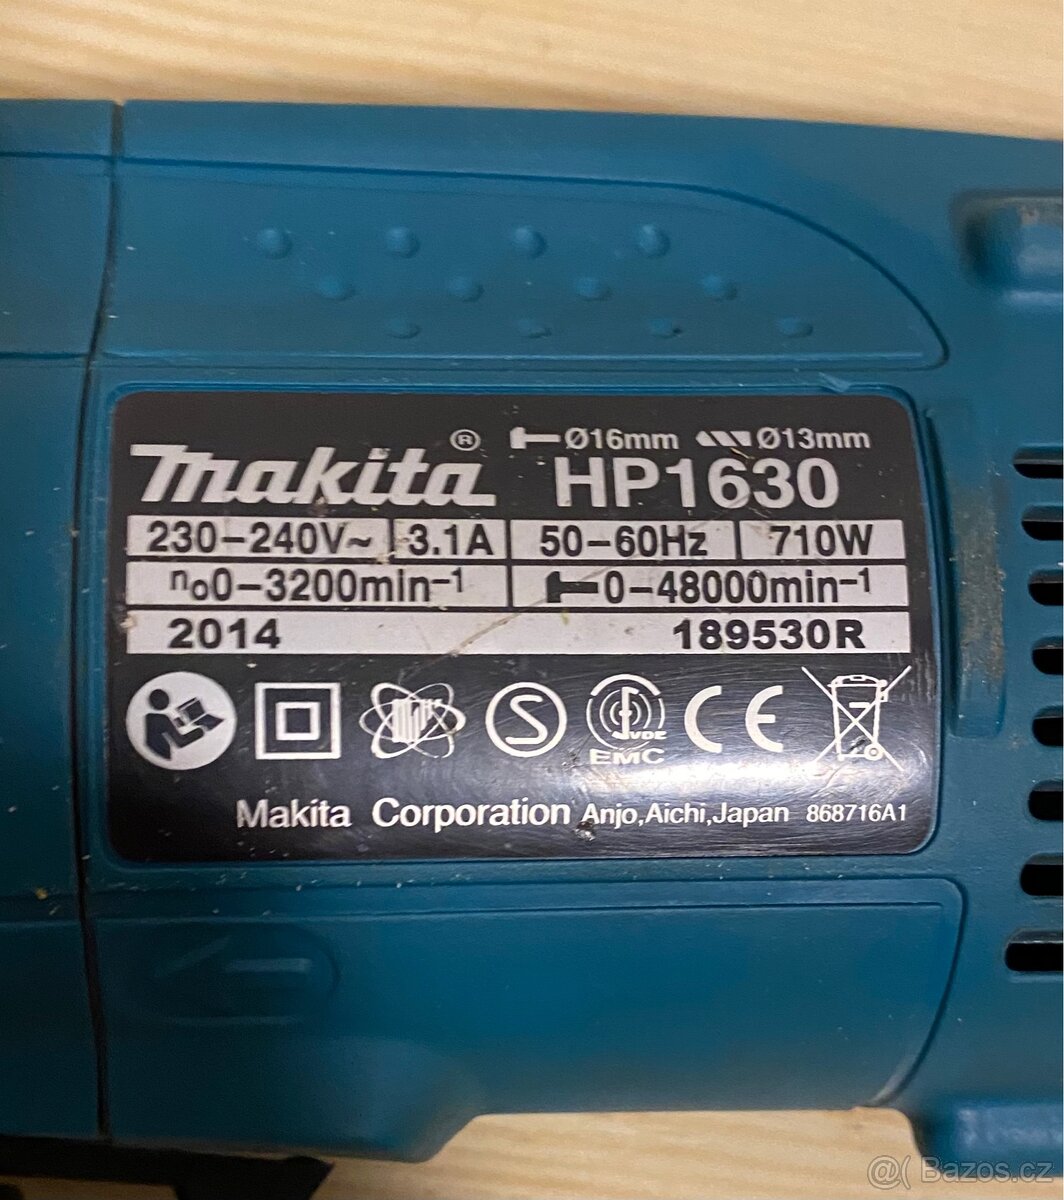 makita® Ø16mm Ø13mm
HP1630
230-240V~ 3.1A 50-60Hz 710W
n₀0-3200min⁻¹ 0-48000min⁻¹
2014 189530R
S VDE CE
EMC
Makita Corporation Anjo,Aichi,Japan 868716A1
@( Bazos.cz